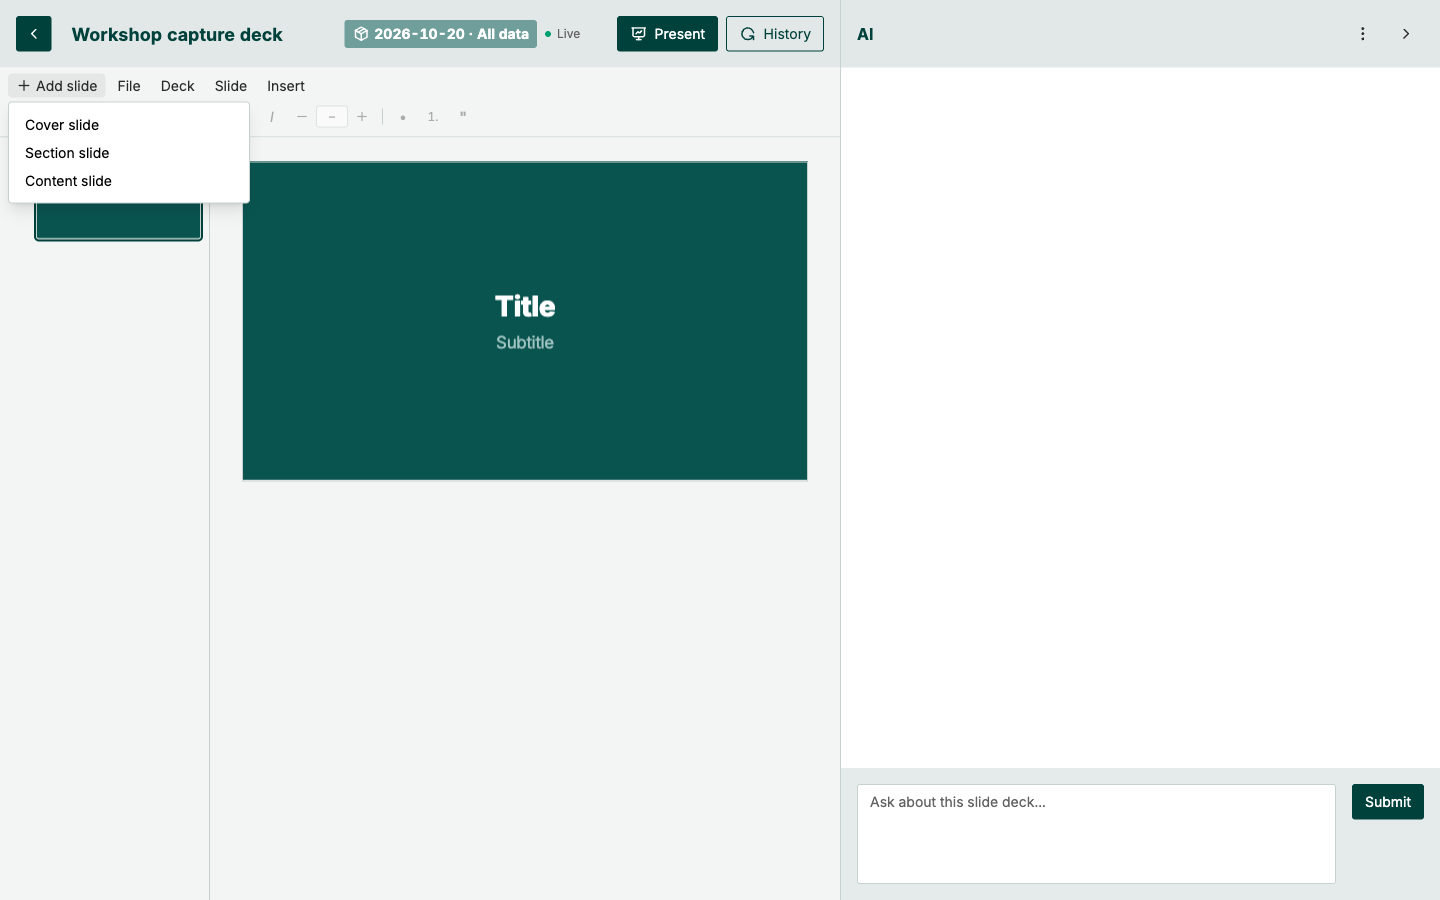 Workshop capture deck
2026-10-20 · All data
Live
Present
History
AI
Add slide
File
Deck
Slide
Insert
Cover slide
Section slide
Content slide
I
–
+
•
1.
"
Title
Subtitle
Ask about this slide deck...
Submit